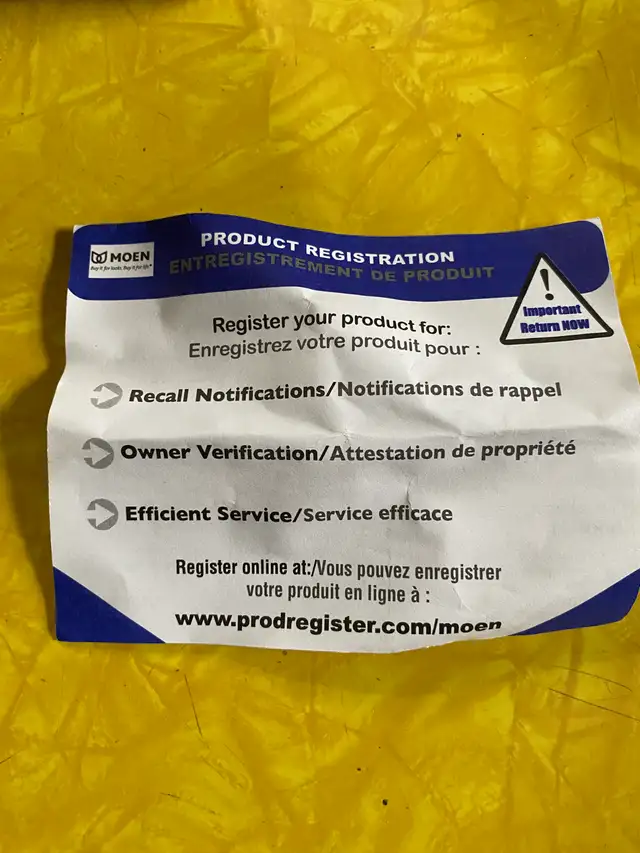 MOEN
Buy it for looks. Buy it for life.®
PRODUCT REGISTRATION
ENTREGISTREMENT DE PRODUIT
!
Important
Return NOW
Register your product for:
Enregistrez votre produit pour :
Recall Notifications/Notifications de rappel
Owner Verification/Attestation de propriété
Efficient Service/Service efficace
Register online at:/Vous pouvez enregistrer
votre produit en ligne à :
www.prodregister.com/moen